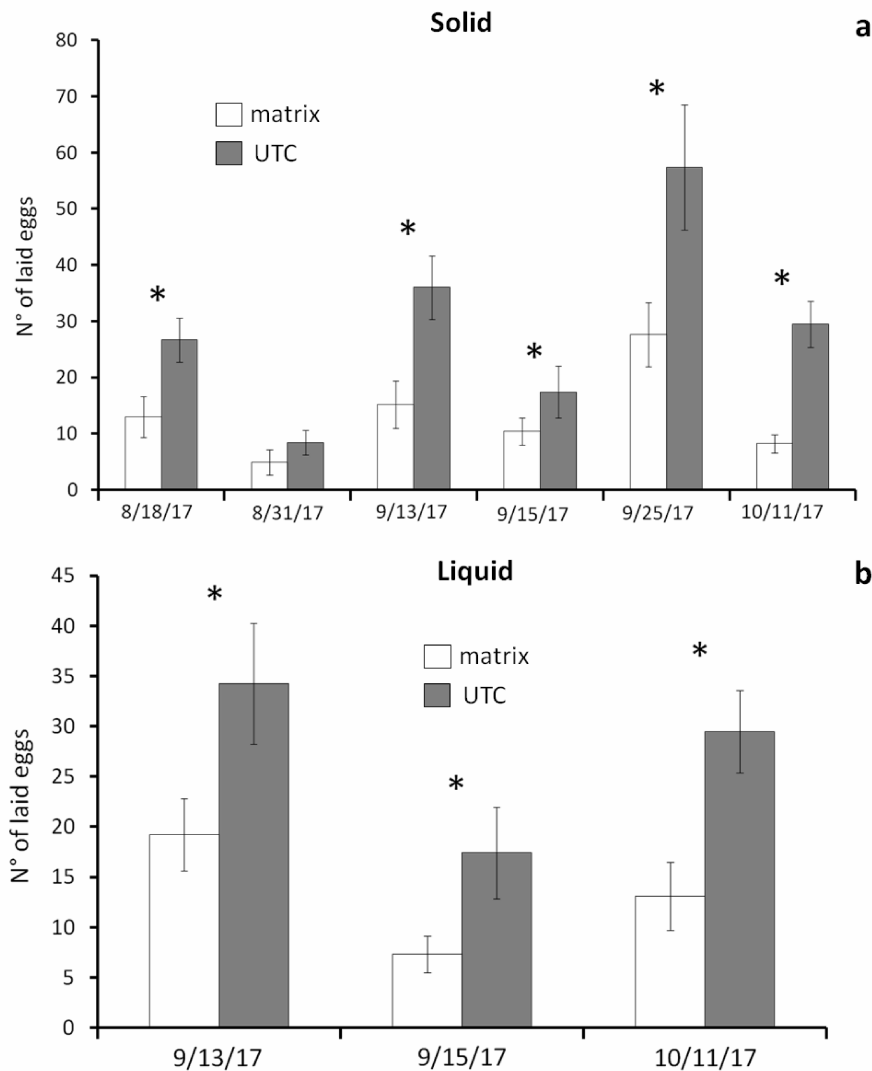 Solid
a
80
70
60
50
40
30
20
10
0
N° of laid eggs
matrix
UTC
*
*
*
*
*
8/18/17 8/31/17 9/13/17 9/15/17 9/25/17 10/11/17
Liquid
b
45
40
35
30
25
20
15
10
5
0
N° of laid eggs
matrix
UTC
*
*
*
9/13/17 9/15/17 10/11/17